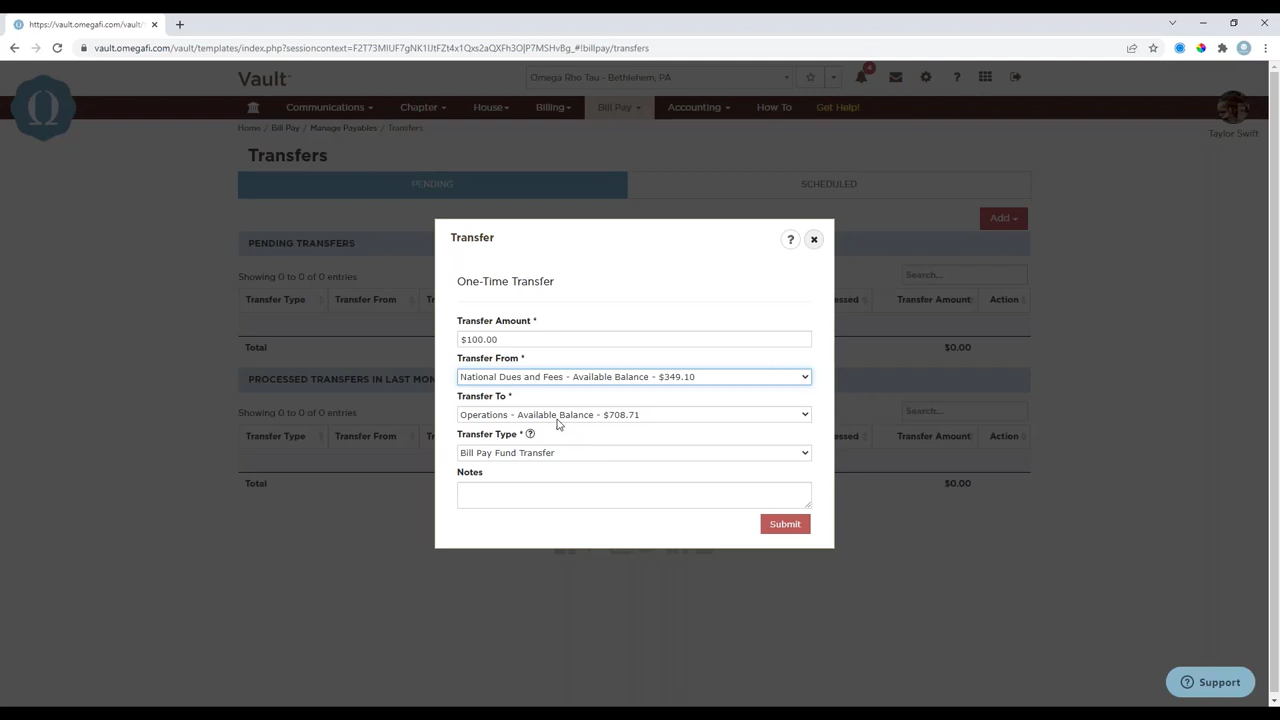 https://vault.omegafi.com/vault/
vault.omegafi.com/vault/templates/index.php?sessioncontext=F2T73MIUF7gNK1IJtFZt4x1Qxs2aQXFh3OJP7MSHvBg_#!billpay/transfers
Vault
Omega Rho Tau - Bethlehem, PA
Communications Chapter House Billing Bill Pay Accounting How To Get Help!
Home Bill Pay Manage Payables Transfers
Taylor Swift
Transfers
PENDING SCHEDULED
Add
PENDING TRANSFERS
Showing 0 to 0 of 0 entries
Search...
Transfer Type Transfer From Transfer Amount Action
Total $0.00
PROCESSED TRANSFERS IN LAST MON
Showing 0 to 0 of 0 entries
Search...
Transfer Type Transfer From Transfer Amount Action
Total $0.00
Transfer
?
One-Time Transfer
Transfer Amount *
$100.00
Transfer From *
National Dues and Fees - Available Balance - $349.10
Transfer To *
Operations - Available Balance - $708.71
Transfer Type * ?
Bill Pay Fund Transfer
Notes
Submit
? Support